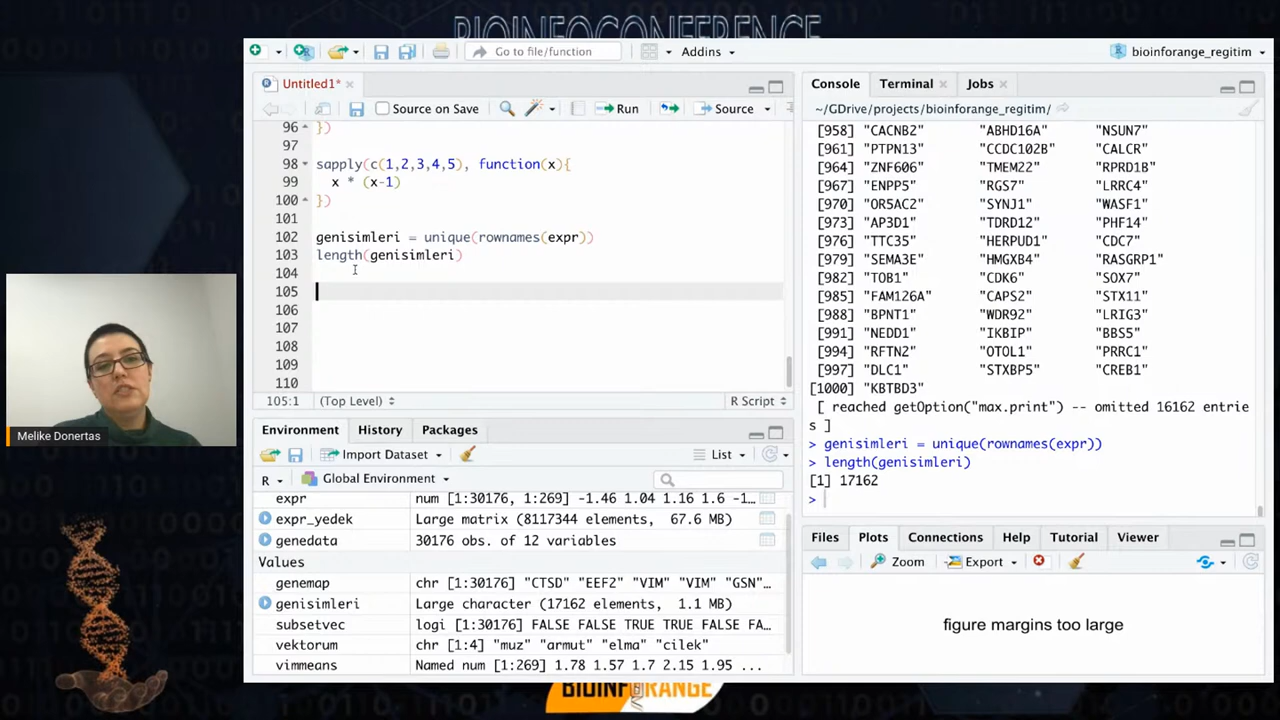 BIOINFOCONFERENCE
Go to file/function
Addins
bioinforange_regitim
Untitled1*
Source on Save
Run
Source
96 })
97
98 sapply(c(1,2,3,4,5), function(x){
99 x * (x-1)
100 })
101
102 genisimleri = unique(rownames(expr))
103 length(genisimleri)
104
105
106
107
108
109
110
105:1 (Top Level) R Script
Environment History Packages
Import Dataset List
R Global Environment
expr num [1:30176, 1:269] -1.46 1.04 1.16 1.6 -1...
expr_yedek Large matrix (8117344 elements, 67.6 MB)
genedata 30176 obs. of 12 variables
Values
genemap chr [1:30176] "CTSD" "EEF2" "VIM" "VIM" "GSN"...
genisimleri Large character (17162 elements, 1.1 MB)
subsetvec logi [1:30176] FALSE FALSE TRUE TRUE FALSE FA...
vektorum chr [1:4] "muz" "armut" "elma" "cilek"
vimmeans Named num [1:269] 1.78 1.57 1.7 2.15 1.95 ...
Console Terminal Jobs
~/GDrive/projects/bioinforange_regitim/
[958] "CACNB2" "ABHD16A" "NSUN7"
[961] "PTPN13" "CCDC102B" "CALCR"
[964] "ZNF606" "TMEM22" "RPRD1B"
[967] "ENPP5" "RGS7" "LRRC4"
[970] "OR5AC2" "SYNJ1" "WASF1"
[973] "AP3D1" "TDRD12" "PHF14"
[976] "TTC35" "HERPUD1" "CDC7"
[979] "SEMA3E" "HMGXB4" "RASGRP1"
[982] "TOB1" "CDK6" "SOX7"
[985] "FAM126A" "CAPS2" "STX11"
[988] "BPNT1" "WDR92" "LRIG3"
[991] "NEDD1" "IKBIP" "BBS5"
[994] "RFTN2" "OTOL1" "PRRC1"
[997] "DLC1" "STXBP5" "CREB1"
[1000] "KBTBD3"
[ reached getOption("max.print") -- omitted 16162 entrie
s ]
> genisimleri = unique(rownames(expr))
> length(genisimleri)
[1] 17162
>
Files Plots Connections Help Tutorial Viewer
Zoom Export
figure margins too large
Melike Donertas
BIOINFORANGE